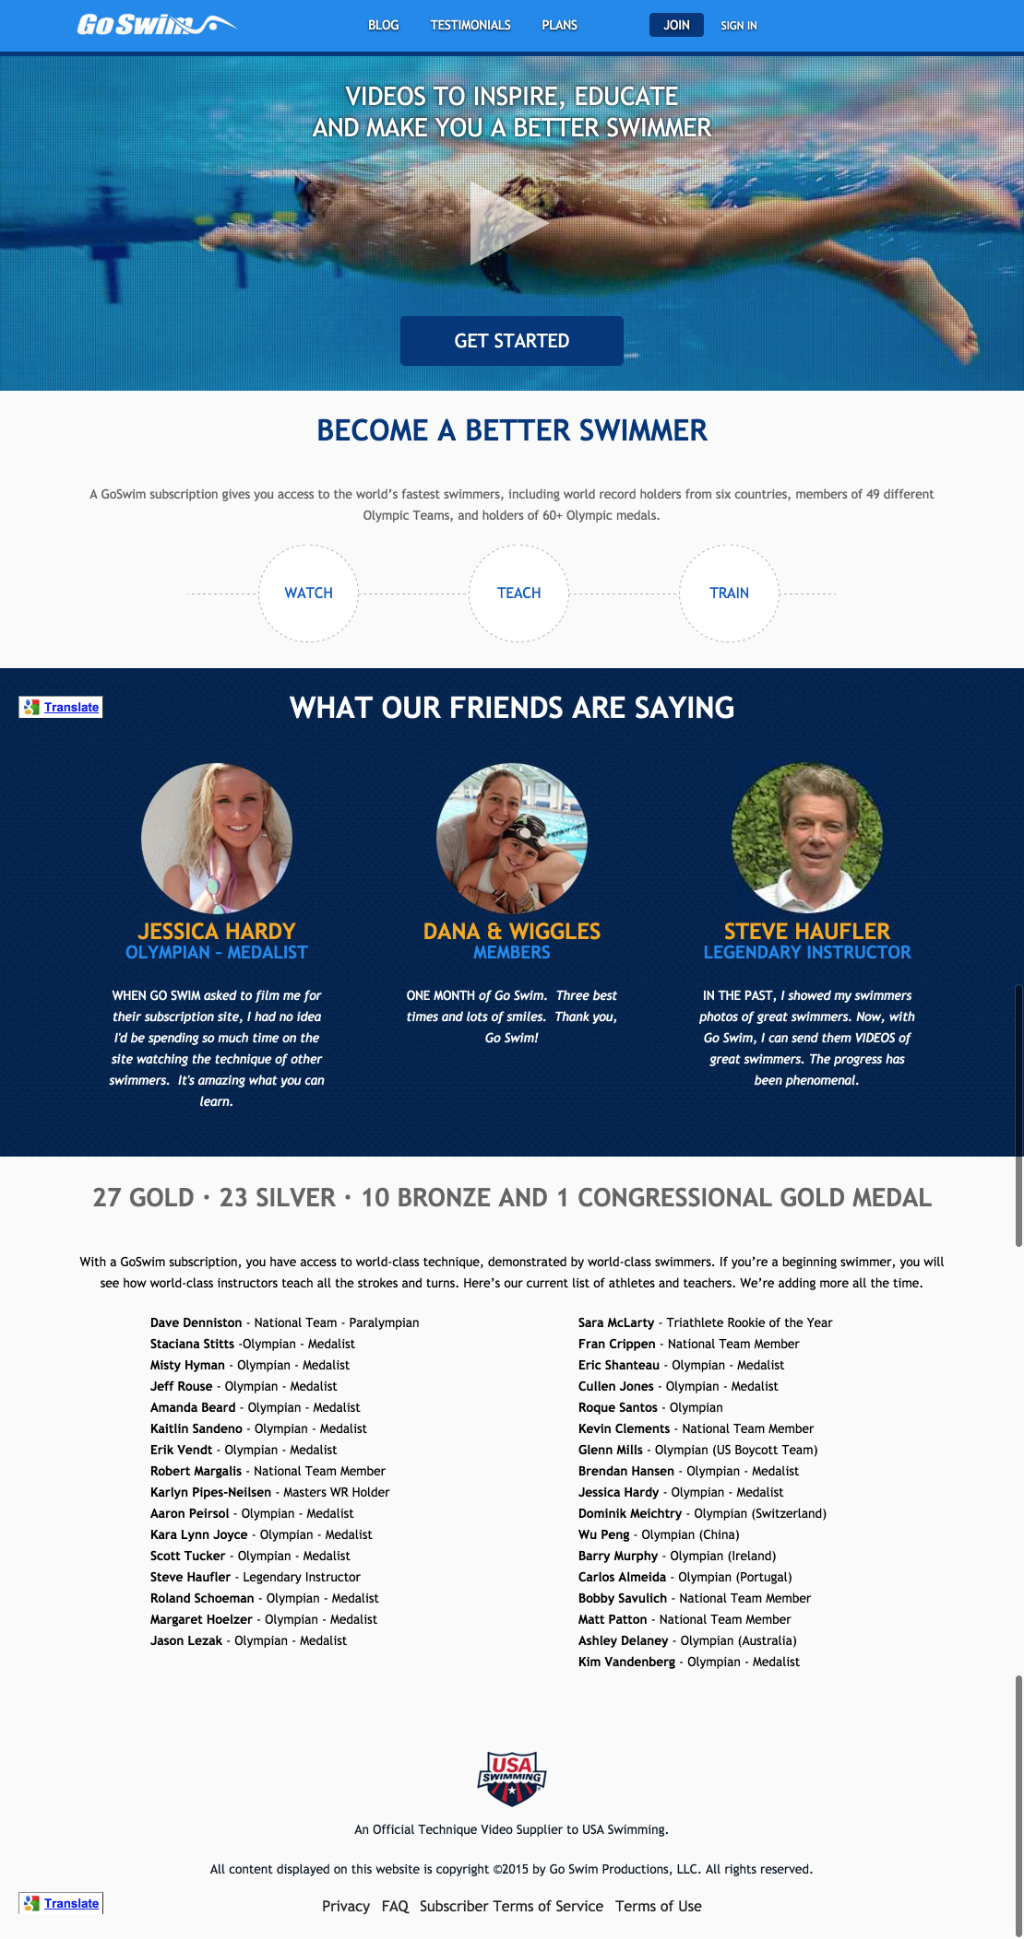 Go Swim
BLOG TESTIMONIALS PLANS JOIN SIGN IN
VIDEOS TO INSPIRE, EDUCATE
AND MAKE YOU A BETTER SWIMMER
GET STARTED
BECOME A BETTER SWIMMER
A GoSwim subscription gives you access to the world's fastest swimmers, including world record holders from six countries, members of 49 different
Olympic Teams, and holders of 60+ Olympic medals.
WATCH TEACH TRAIN
Translate
WHAT OUR FRIENDS ARE SAYING
JESSICA HARDY
OLYMPIAN - MEDALIST
WHEN GO SWIM asked to film me for
their subscription site, I had no idea
I'd be spending so much time on the
site watching the technique of other
swimmers.  It's amazing what you can
learn.
DANA & WIGGLES
MEMBERS
ONE MONTH of Go Swim.  Three best
times and lots of smiles.  Thank you,
Go Swim!
STEVE HAUFLER
LEGENDARY INSTRUCTOR
IN THE PAST, I showed my swimmers
photos of great swimmers. Now, with
Go Swim, I can send them VIDEOS of
great swimmers. The progress has
been phenomenal.
27 GOLD · 23 SILVER · 10 BRONZE AND 1 CONGRESSIONAL GOLD MEDAL
With a GoSwim subscription, you have access to world-class technique, demonstrated by world-class swimmers. If you're a beginning swimmer, you will
see how world-class instructors teach all the strokes and turns. Here's our current list of athletes and teachers. We're adding more all the time.
Dave Denniston - National Team - Paralympian
Staciana Stitts -Olympian - Medalist
Misty Hyman - Olympian - Medalist
Jeff Rouse - Olympian - Medalist
Amanda Beard - Olympian - Medalist
Kaitlin Sandeno - Olympian - Medalist
Erik Vendt - Olympian - Medalist
Robert Margalis - National Team Member
Karlyn Pipes-Neilsen - Masters WR Holder
Aaron Peirsol - Olympian - Medalist
Kara Lynn Joyce - Olympian - Medalist
Scott Tucker - Olympian - Medalist
Steve Haufler - Legendary Instructor
Roland Schoeman - Olympian - Medalist
Margaret Hoelzer - Olympian - Medalist
Jason Lezak - Olympian - Medalist
Sara McLarty - Triathlete Rookie of the Year
Fran Crippen - National Team Member
Eric Shanteau - Olympian - Medalist
Cullen Jones - Olympian - Medalist
Roque Santos - Olympian
Kevin Clements - National Team Member
Glenn Mills - Olympian (US Boycott Team)
Brendan Hansen - Olympian - Medalist
Jessica Hardy - Olympian - Medalist
Dominik Meichtry - Olympian (Switzerland)
Wu Peng - Olympian (China)
Barry Murphy - Olympian (Ireland)
Carlos Almeida - Olympian (Portugal)
Bobby Savulich - National Team Member
Matt Patton - National Team Member
Ashley Delaney - Olympian (Australia)
Kim Vandenberg - Olympian - Medalist
USA
SWIMMING
An Official Technique Video Supplier to USA Swimming.
All content displayed on this website is copyright ©2015 by Go Swim Productions, LLC. All rights reserved.
Translate
Privacy FAQ Subscriber Terms of Service Terms of Use